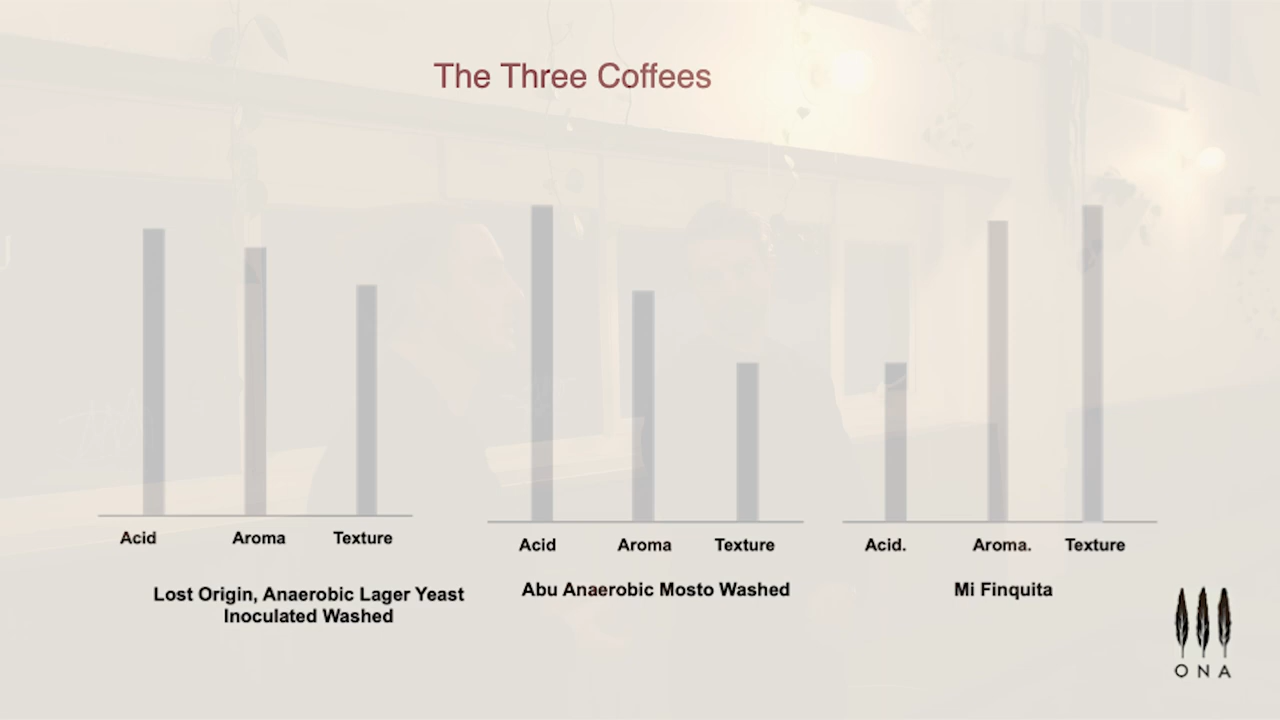 The Three Coffees
Acid Aroma Texture
Lost Origin, Anaerobic Lager Yeast
Inoculated Washed
Acid Aroma Texture
Abu Anaerobic Mosto Washed
Acid. Aroma. Texture
Mi Finquita
ONA